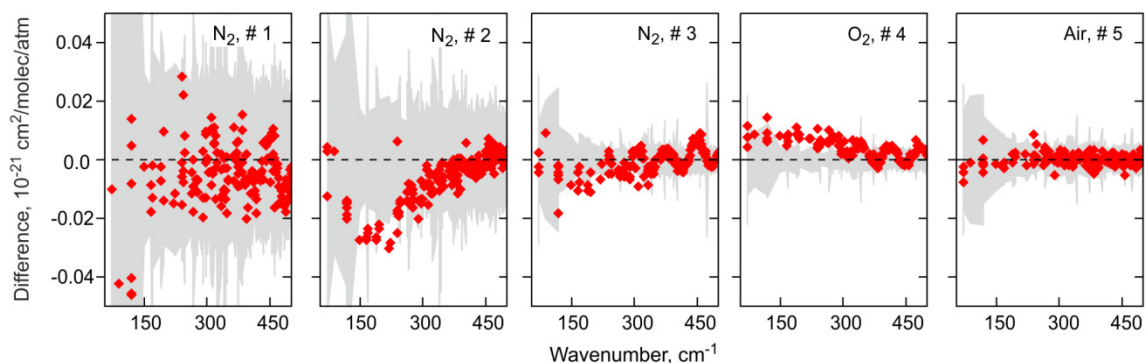 N2, # 1
N2, # 2
N2, # 3
O2, # 4
Air, # 5
Difference, 10-21 cm2/molec/atm
0.04
0.02
0.0
-0.02
-0.04
150 300 450
150 300 450
150 300 450
150 300 450
150 300 450
Wavenumber, cm-1